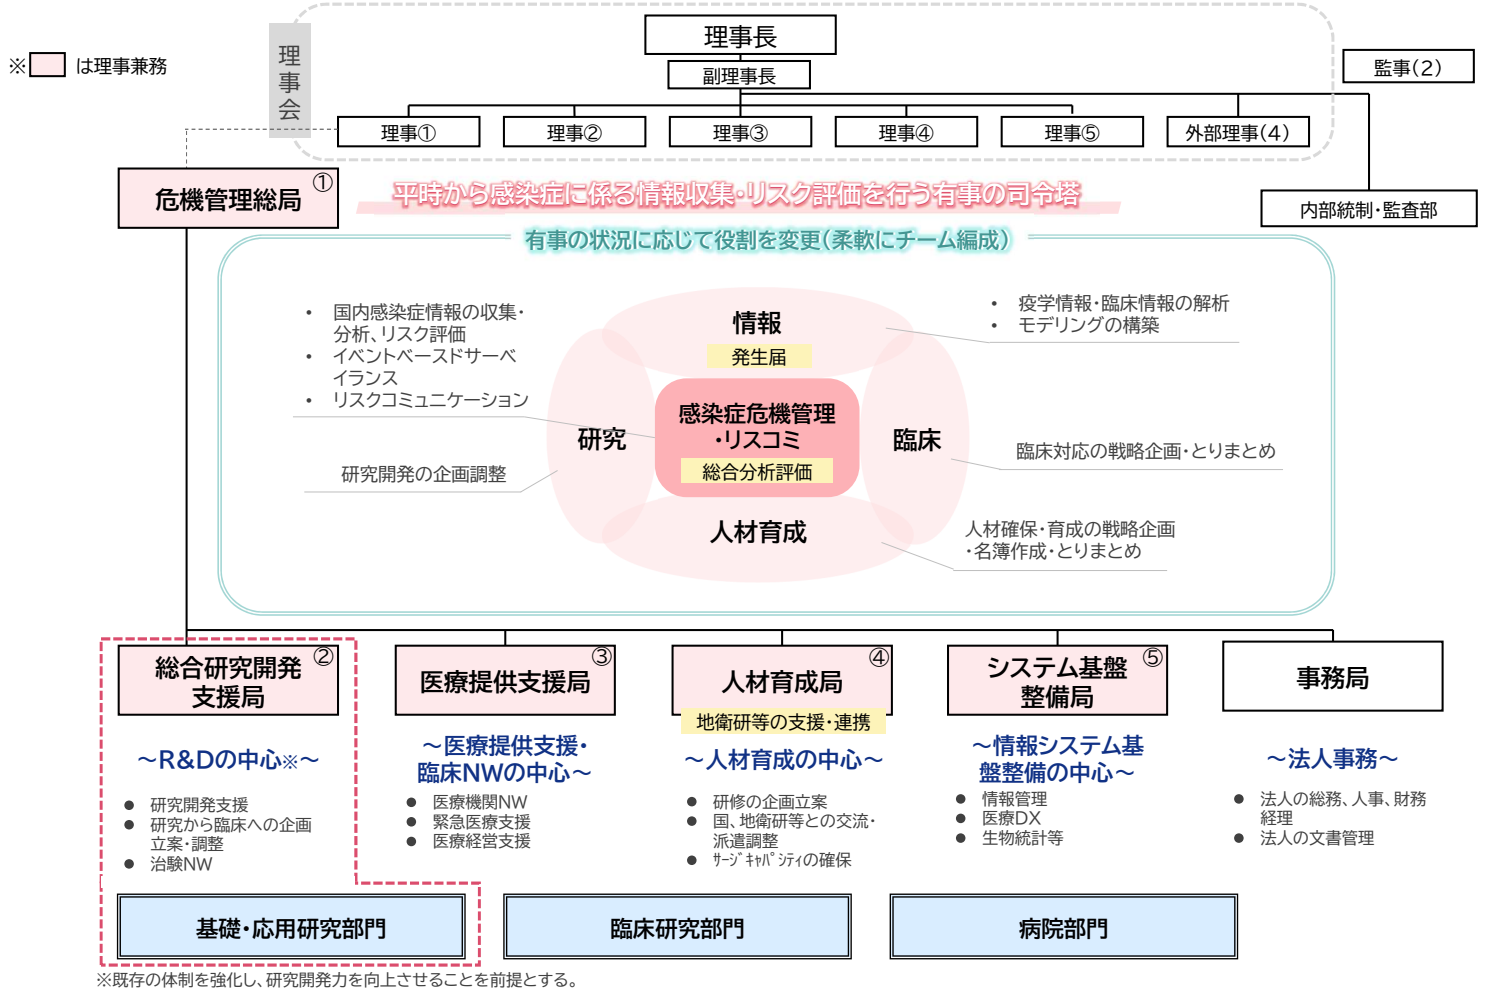 ※ は理事兼務
理事会
理事長
副理事長
監事(2)
理事①
理事②
理事③
理事④
理事⑤
外部理事(4)
内部統制・監査部
危機管理総局
①
平時から感染症に係る情報収集・リスク評価を行う有事の司令塔
有事の状況に応じて役割を変更(柔軟にチーム編成)
• 国内感染症情報の収集・
分析、リスク評価
• イベントベースドサーベ
イランス
• リスクコミュニケーション
研究開発の企画調整
情報
発生届
研究
感染症危機管理
・リスコミ
総合分析評価
臨床
人材育成
• 疫学情報・臨床情報の解析
• モデリングの構築
臨床対応の戦略企画・とりまとめ
人材確保・育成の戦略企画
・名簿作成・とりまとめ
総合研究開発
支援局
②
～R&Dの中心※～
● 研究開発支援
● 研究から臨床への企画
立案・調整
● 治験NW
医療提供支援局
③
～医療提供支援・
臨床NWの中心～
● 医療機関NW
● 緊急医療支援
● 医療経営支援
人材育成局
④
地衛研等の支援・連携
～人材育成の中心～
● 研修の企画立案
● 国、地衛研等との交流・
派遣調整
● ｻｰｼﾞｷｬﾊﾟｼﾃｨの確保
システム基盤
整備局
⑤
～情報システム基
盤整備の中心～
● 情報管理
● 医療DX
● 生物統計等
事務局
～法人事務～
● 法人の総務、人事、財務
経理
● 法人の文書管理
基礎・応用研究部門
臨床研究部門
病院部門
※既存の体制を強化し、研究開発力を向上させることを前提とする。